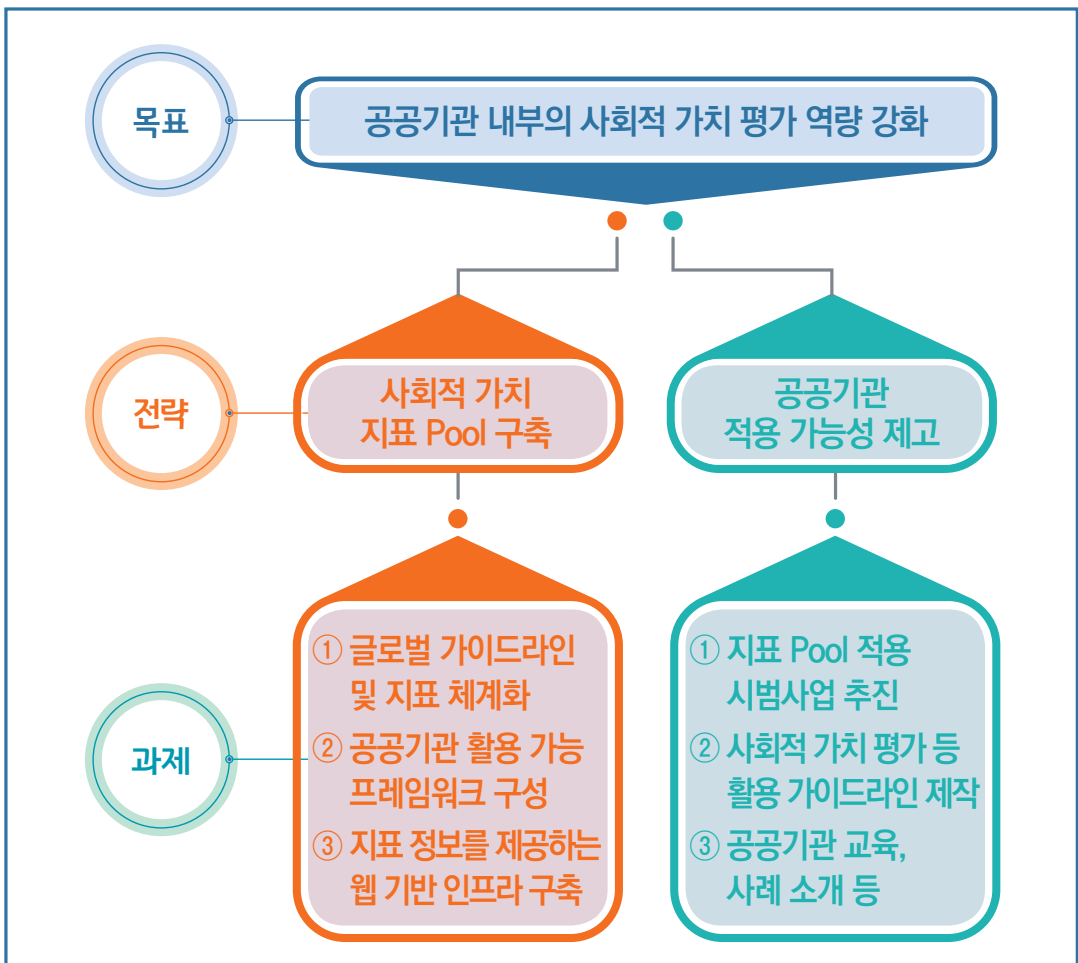 목표
공공기관 내부의 사회적 가치 평가 역량 강화
전략
사회적 가치
지표 Pool 구축
공공기관
적용 가능성 제고
과제
① 글로벌 가이드라인
및 지표 체계화
② 공공기관 활용 가능
프레임워크 구성
③ 지표 정보를 제공하는
웹 기반 인프라 구축
① 지표 Pool 적용
시범사업 추진
② 사회적 가치 평가 등
활용 가이드라인 제작
③ 공공기관 교육,
사례 소개 등